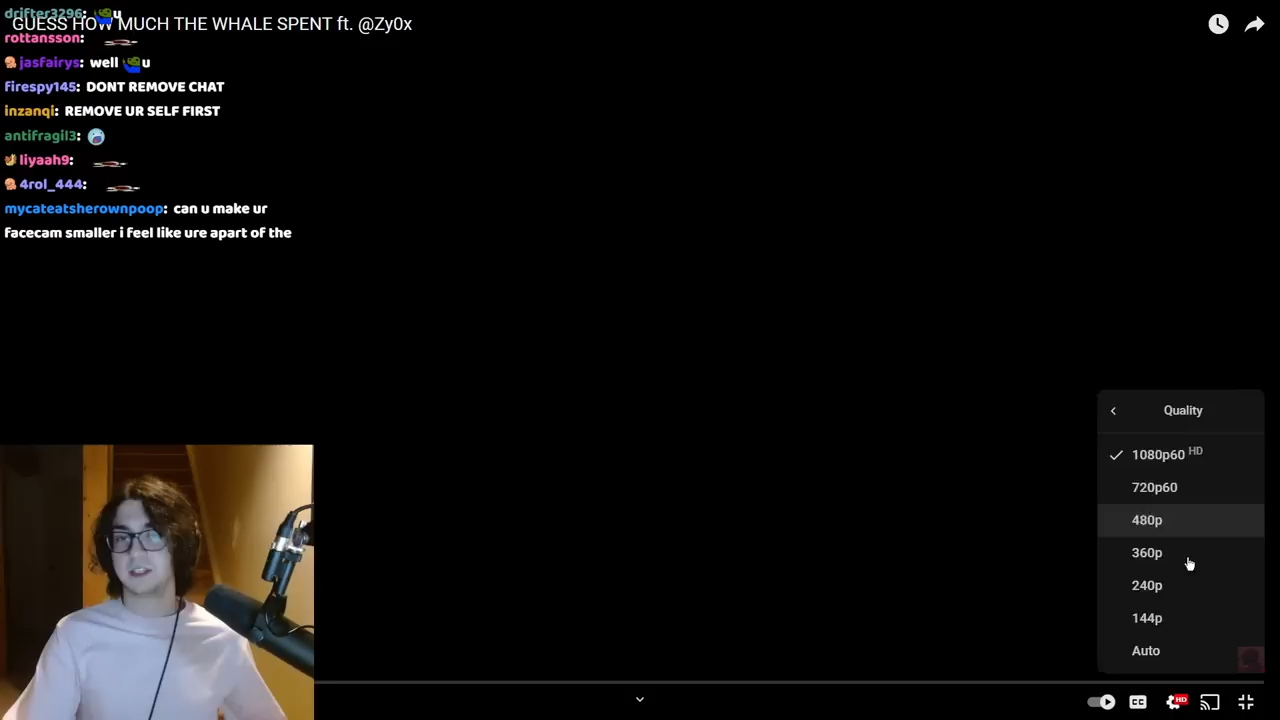 drifter3296: u
GUESS HOW MUCH THE WHALE SPENT ft. @Zy0x
rottansson:
jasfairys: well u
firespy145: DONT REMOVE CHAT
inzanqi: REMOVE UR SELF FIRST
antifragil3:
liyaah9:
4rol_444:
mycateatsherownpoop: can u make ur
facecam smaller i feel like ure apart of the
Quality
1080p60 HD
720p60
480p
360p
240p
144p
Auto
CC
HD